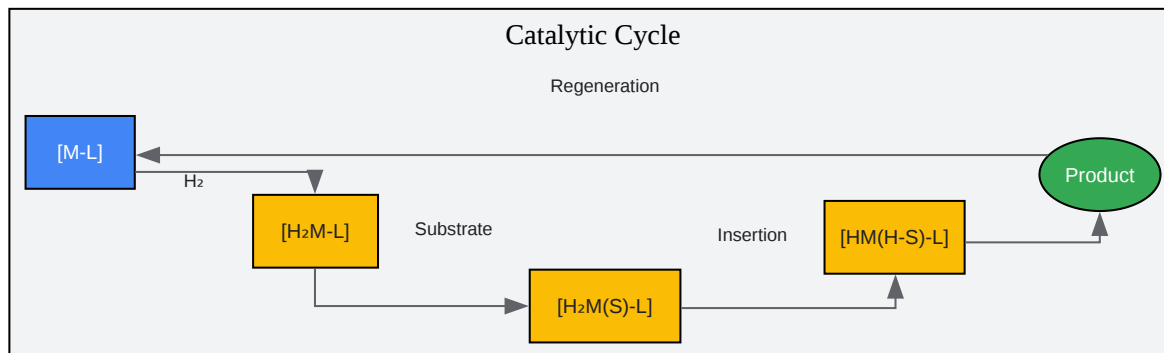 Catalytic Cycle
Regeneration
[M-L]
H₂
Product
[H₂M-L]
Substrate
Insertion
[HM(H-S)-L]
[H₂M(S)-L]